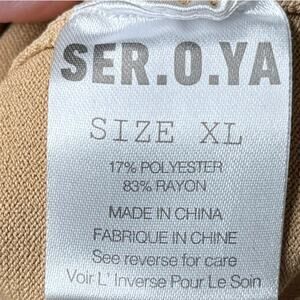 SER.O.YA
SIZE XL
17% POLYESTER
83% RAYON
MADE IN CHINA
FABRIQUE IN CHINE
See reverse for care
Voir L' Inverse Pour Le Soin